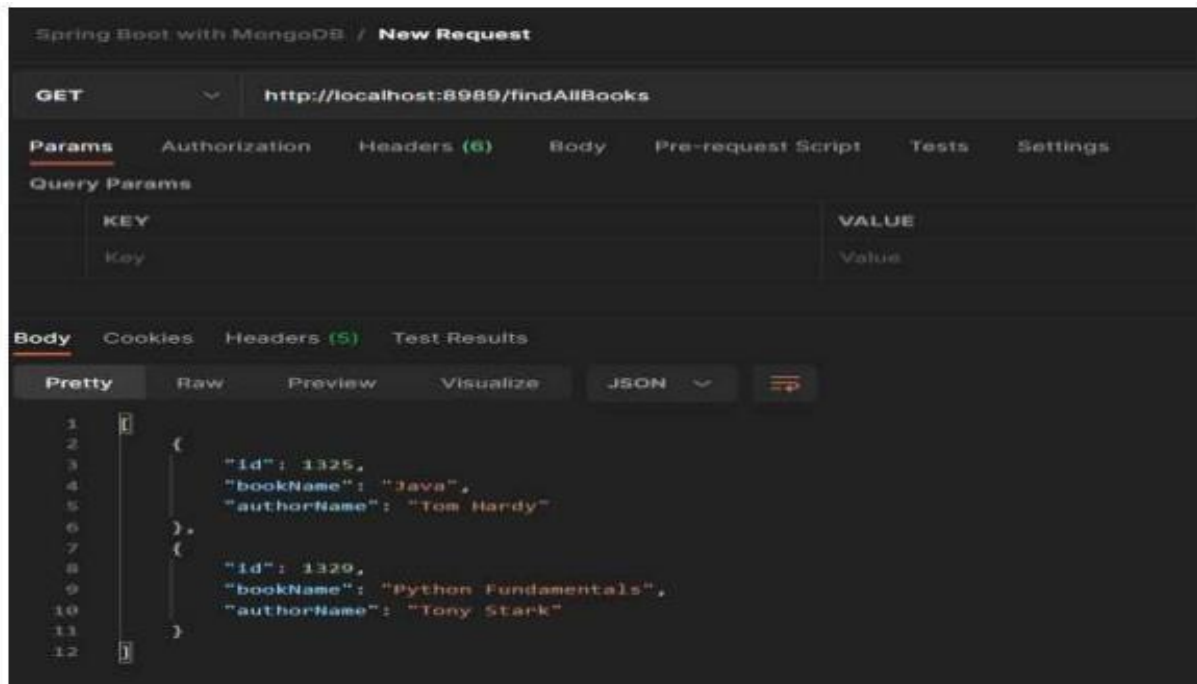 Spring Boot with MongoDB / New Request
GET http://localhost:8989/findAllBooks
Params Authorization Headers (6) Body Pre-request Script Tests Settings
Query Params
KEY VALUE
Key Value
Body Cookies Headers (5) Test Results
Pretty Raw Preview Visualize JSON
1 [
2 {
3 "id": 1325,
4 "bookName": "Java",
5 "authorName": "Tom Hardy"
6 },
7 {
8 "id": 1329,
9 "bookName": "Python Fundamentals",
10 "authorName": "Tony Stark"
11 }
12 ]